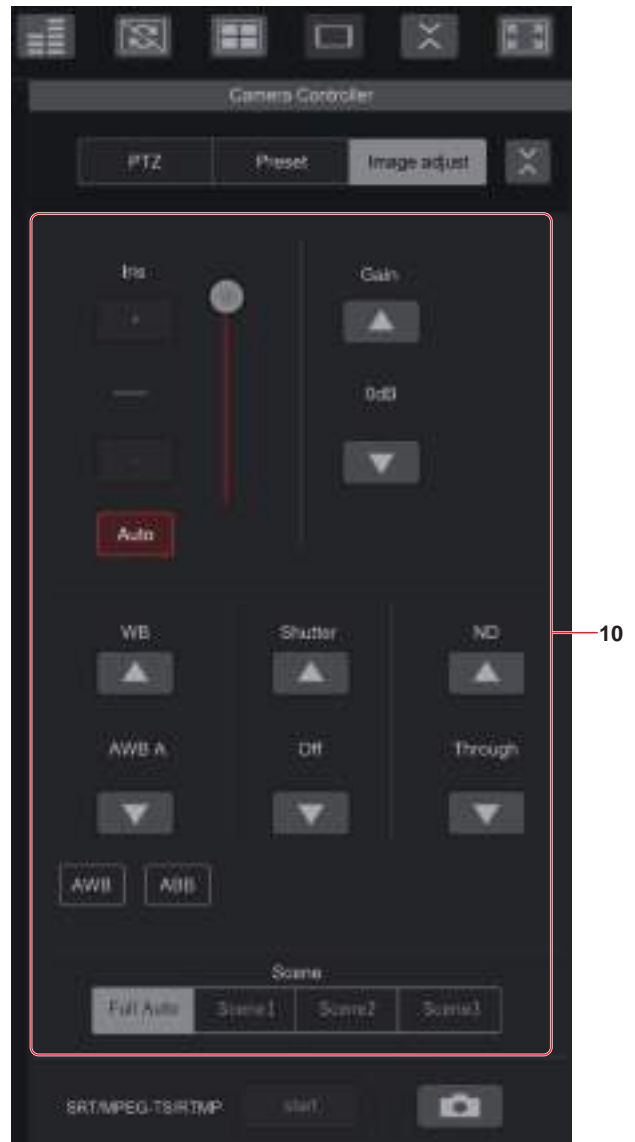 Camera Controller
PTZ Preset Image adjust
Iris Gain
+
0dB
-
Auto
WB Shutter ND
10
AWB A Off Through
AWB ABB
Scene
Full Auto Scene1 Scene2 Scene3
SRT/MPEG-TS/RTMP start